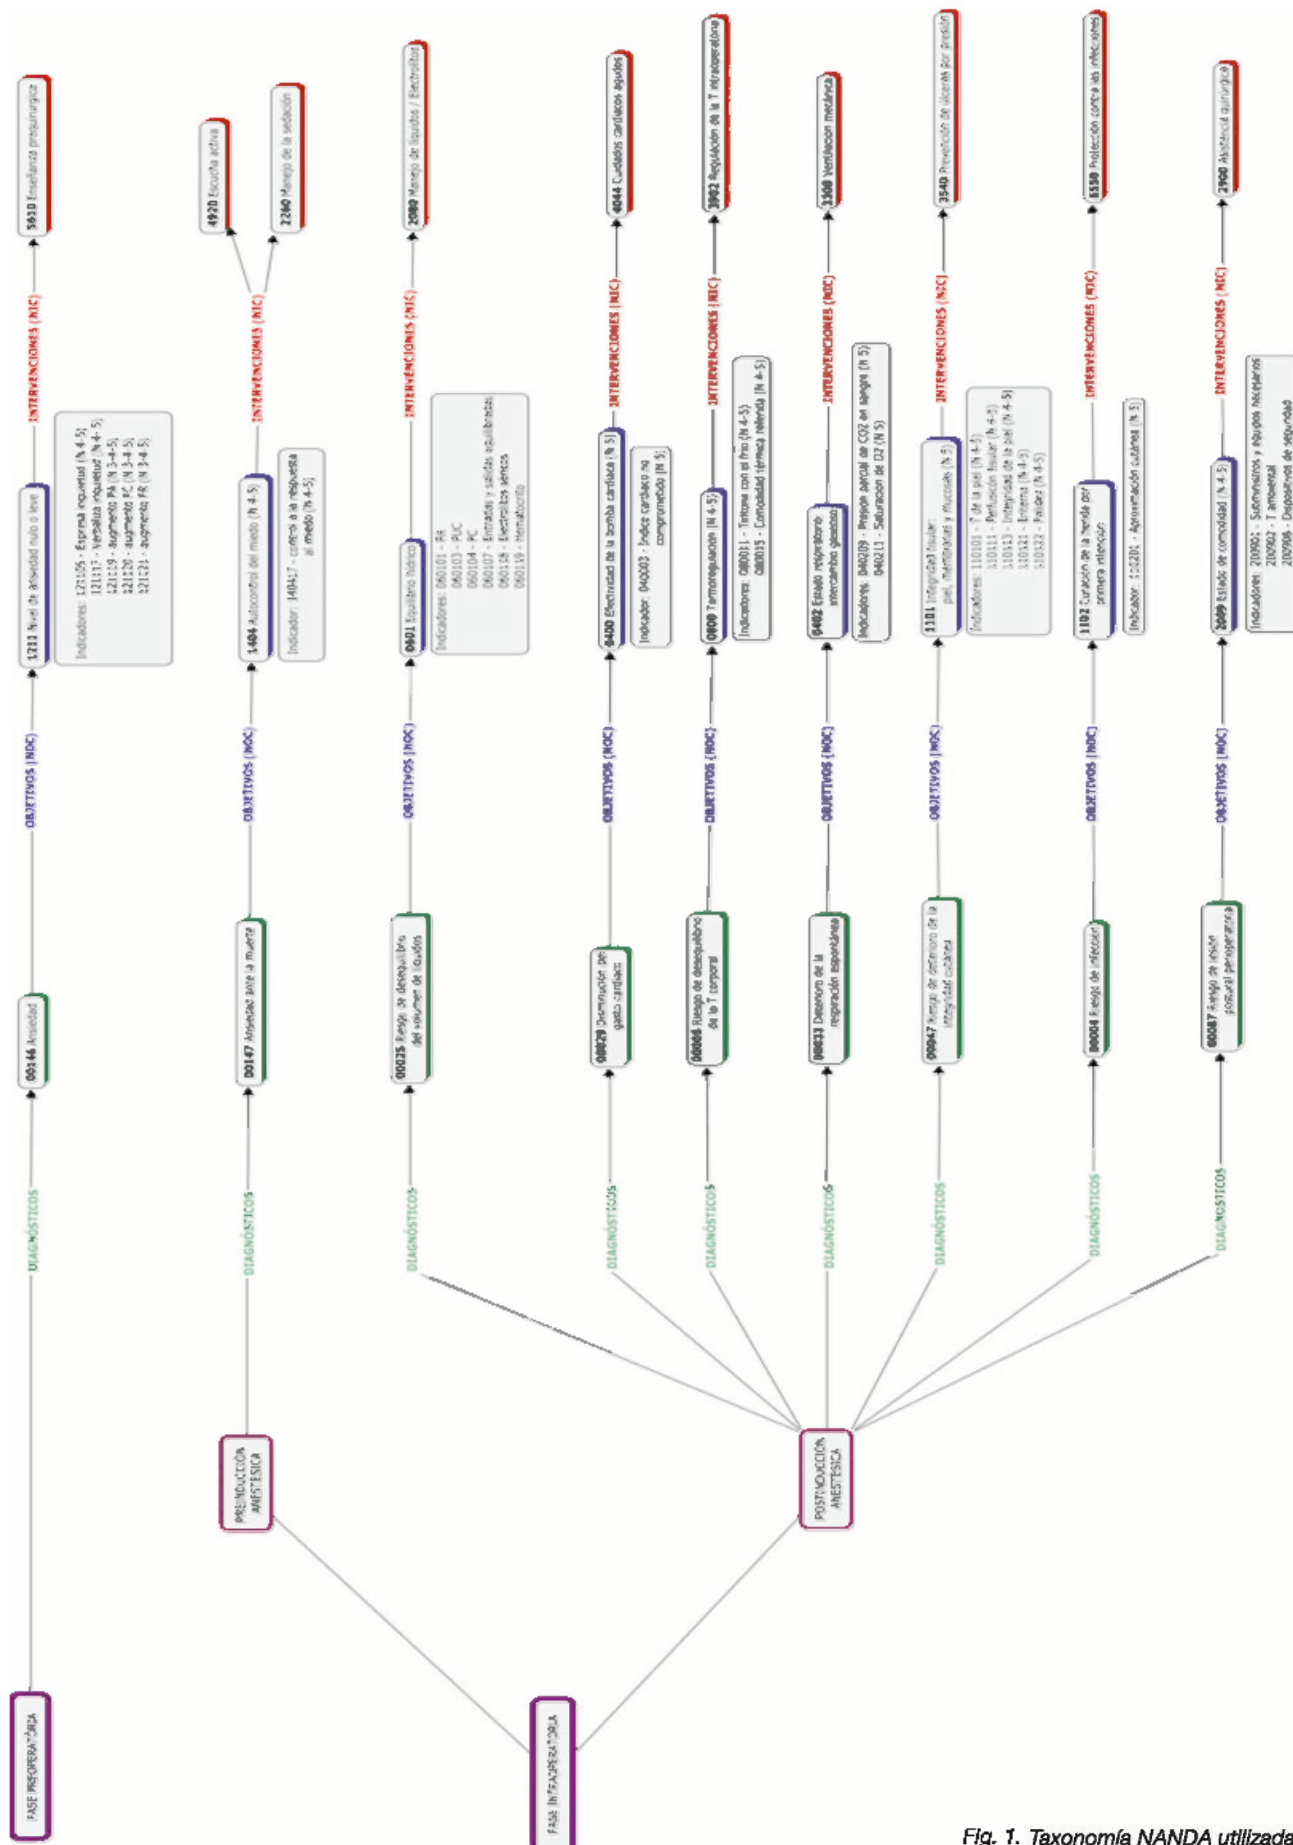 FASE PREOPERATÓRIA
DIAGNÓSTICOS
00146 Ansiedad
OBJETIVOS (NOC)
1211 Nivel de ansiedad nulo o leve
Indicadores: 121105 - Expresa inquietud (N 4-5)
121117 - Verbaliza inquietud (N 4-5)
121119 - augmento PA (N 3-4-5)
121120 - augmento FC (N 3-4-5)
121121 - augmento FR (N 3-4-5)
INTERVENCIONES (NIC)
5610 Enseñanza prequirurgica
FASE INTRAOPERATORIA
PREINDUCCIÓN
ANESTÉSICA
DIAGNÓSTICOS
00147 Ansiedad ante la muerte
OBJETIVOS (NOC)
1404 Autocontrol del miedo (N 4-5)
Indicador: 140417 - control a la respuesta
al miedo (N 4-5)
INTERVENCIONES (NIC)
4920 Escucha activa
2260 Manejo de la sedación
POSTINDUCCIÓN
ANESTÉSICA
DIAGNÓSTICOS
00025 Riesgo de desequilibrio
del volumen de líquidos
OBJETIVOS (NOC)
0601 Equilibrio hídrico
Indicadores: 060101 - PA
060103 - PVC
060104 - PC
060107 - Entradas y salidas equilibradas
060118 - Electrolitos séricos
060119 - Hematocrito
INTERVENCIONES (NIC)
2080 Manejo de líquidos / Electrolitos
DIAGNÓSTICOS
00029 Disminución del
gasto cardiaco
OBJETIVOS (NOC)
0400 Efectividad de la bomba cardiaca (N 5)
Indicador: 040003 - Índice cardiaco no
comprometido (N 5)
INTERVENCIONES (NIC)
4044 Cuidados cardiacos agudos
DIAGNÓSTICOS
00005 Riesgo de desequilibrio
de la T corporal
OBJETIVOS (NOC)
0800 Termoregulación (N 4-5)
Indicadores: 080011 - Tiritona con el frio (N 4-5)
080015 - Comodidad térmica referida (N 4-5)
INTERVENCIONES (NIC)
3902 Regulación de la T intraoperatoria
DIAGNÓSTICOS
00033 Deterioro de la
respiración espontánea
OBJETIVOS (NOC)
0402 Estado respiratorio:
intercambio gaseoso
Indicadores: 040209 - Presión parcial de CO2 en sangre (N 5)
040211 - Saturación de O2 (N 5)
INTERVENCIONES (NIC)
3300 Ventilación mecánica
DIAGNÓSTICOS
00047 Riesgo de deterioro de la
integridad cutánea
OBJETIVOS (NOC)
1101 Integridad tisular:
piel, membranas y mucosas (N 5)
Indicadores: 110101 - T de la piel (N 4-5)
110111 - Perfusión tisular (N 4-5)
110113 - Integridad de la piel (N 4-5)
110121 - Eritema (N 4-5)
110122 - Palidez (N 4-5)
INTERVENCIONES (NIC)
3540 Prevención de úlceras por presión
DIAGNÓSTICOS
00004 Riesgo de infección
OBJETIVOS (NOC)
1102 Curación de la herida por
primera intención
Indicador: 110201 - Aproximación cutánea (N 5)
INTERVENCIONES (NIC)
6550 Protección contra las infecciones
DIAGNÓSTICOS
00087 Riesgo de lesión
postural perioperatoria
OBJETIVOS (NOC)
2009 Estado de comodidad (N 4-5)
Indicadores: 200901 - Subministros y equipos necesarios
200902 - T ambiental
200906 - Dispositivos de seguridad
INTERVENCIONES (NIC)
2900 Asistencia quirúrgica
Fig. 1. Taxonomía NANDA utilizada